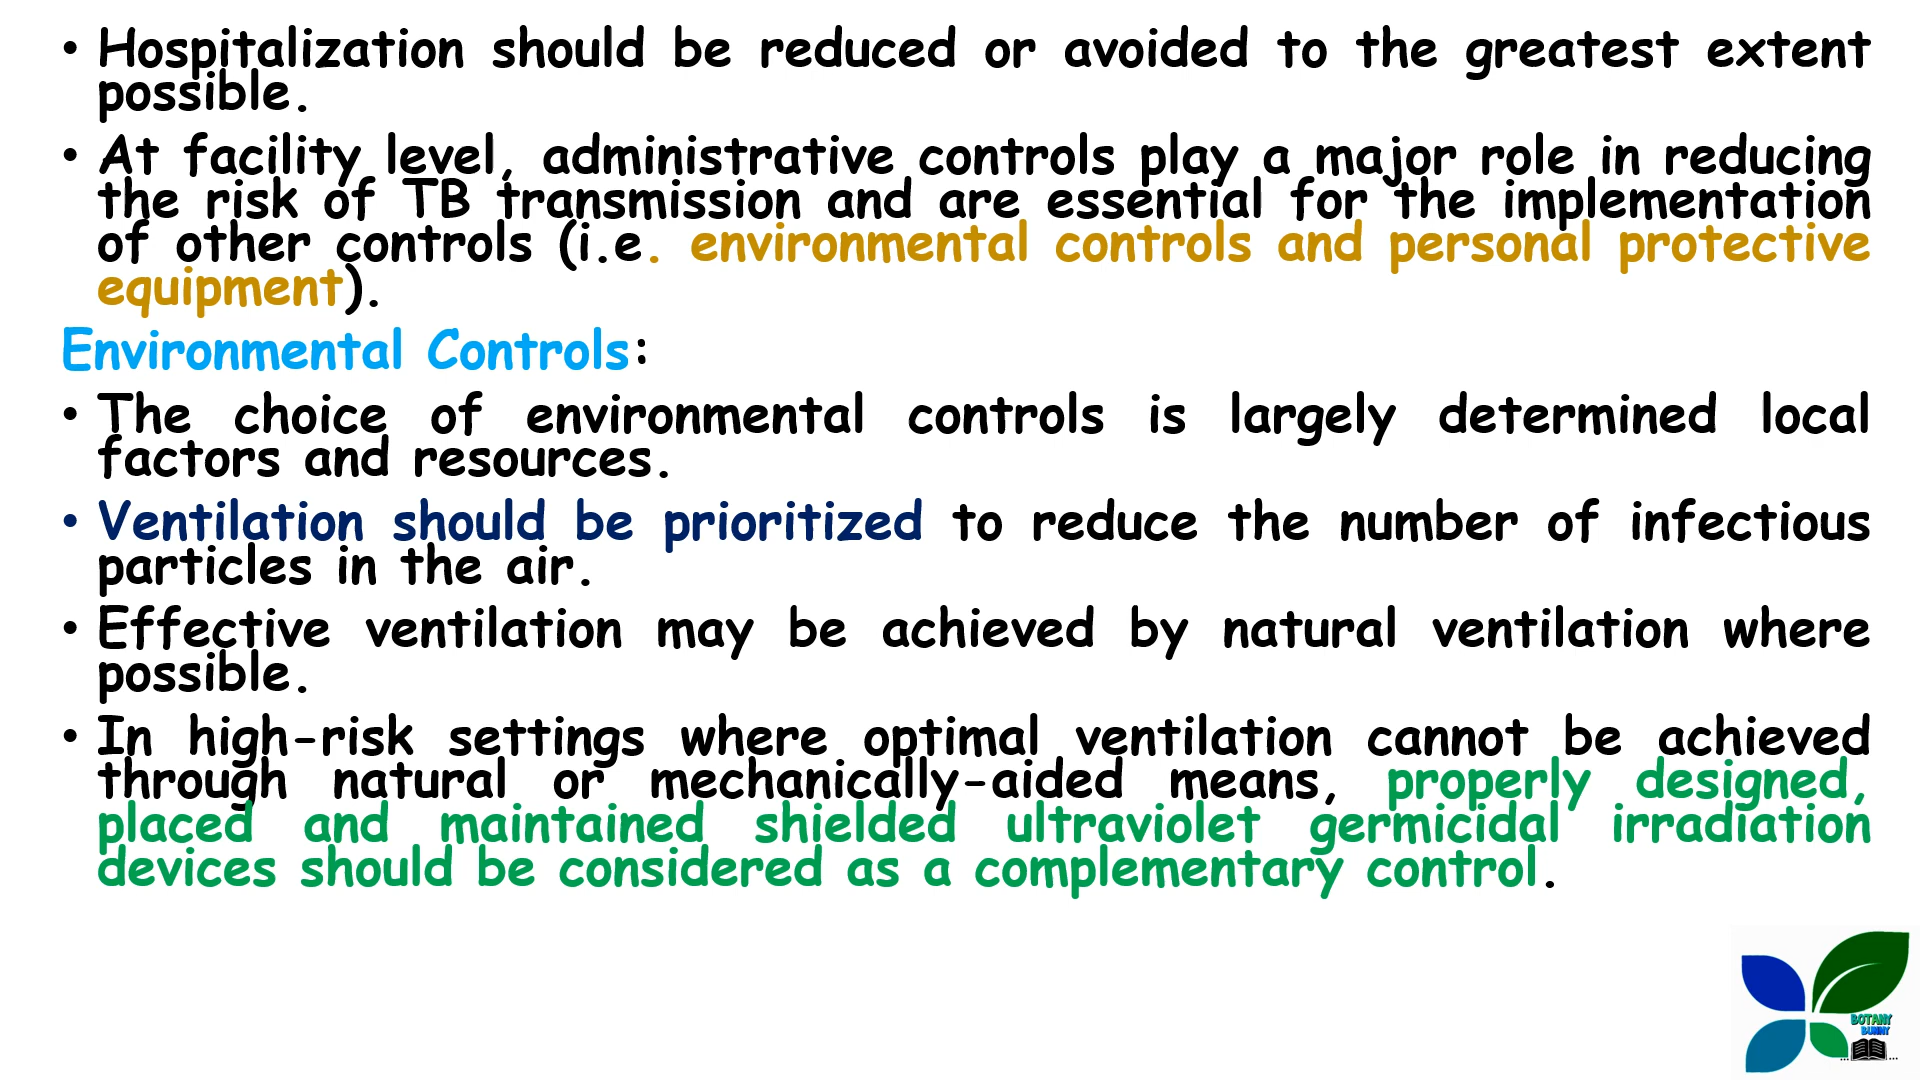 • Hospitalization should be reduced or avoided to the greatest extent
possible.
• At facility level, administrative controls play a major role in reducing
the risk of TB transmission and are essential for the implementation
of other controls (i.e. environmental controls and personal protective
equipment).
Environmental Controls:
• The choice of environmental controls is largely determined local
factors and resources.
• Ventilation should be prioritized to reduce the number of infectious
particles in the air.
• Effective ventilation may be achieved by natural ventilation where
possible.
• In high-risk settings where optimal ventilation cannot be achieved
through natural or mechanically-aided means, properly designed,
placed and maintained shielded ultraviolet germicidal irradiation
devices should be considered as a complementary control.
BOTANY
BUNNY